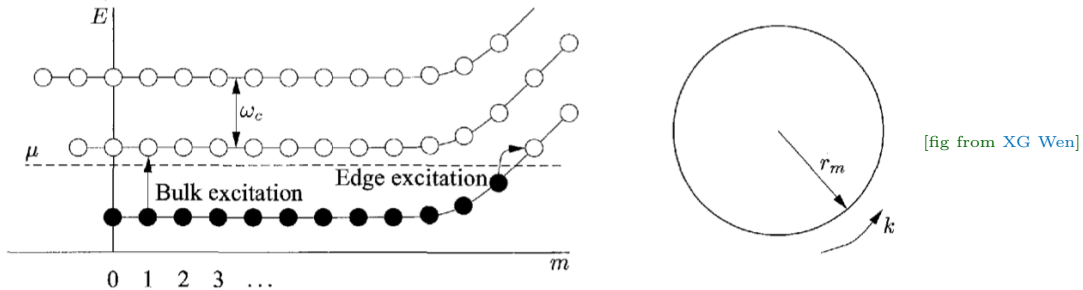 E
ω_c
μ
Edge excitation
Bulk excitation
m
0 1 2 3 ...
r_m
k
[fig from XG Wen]